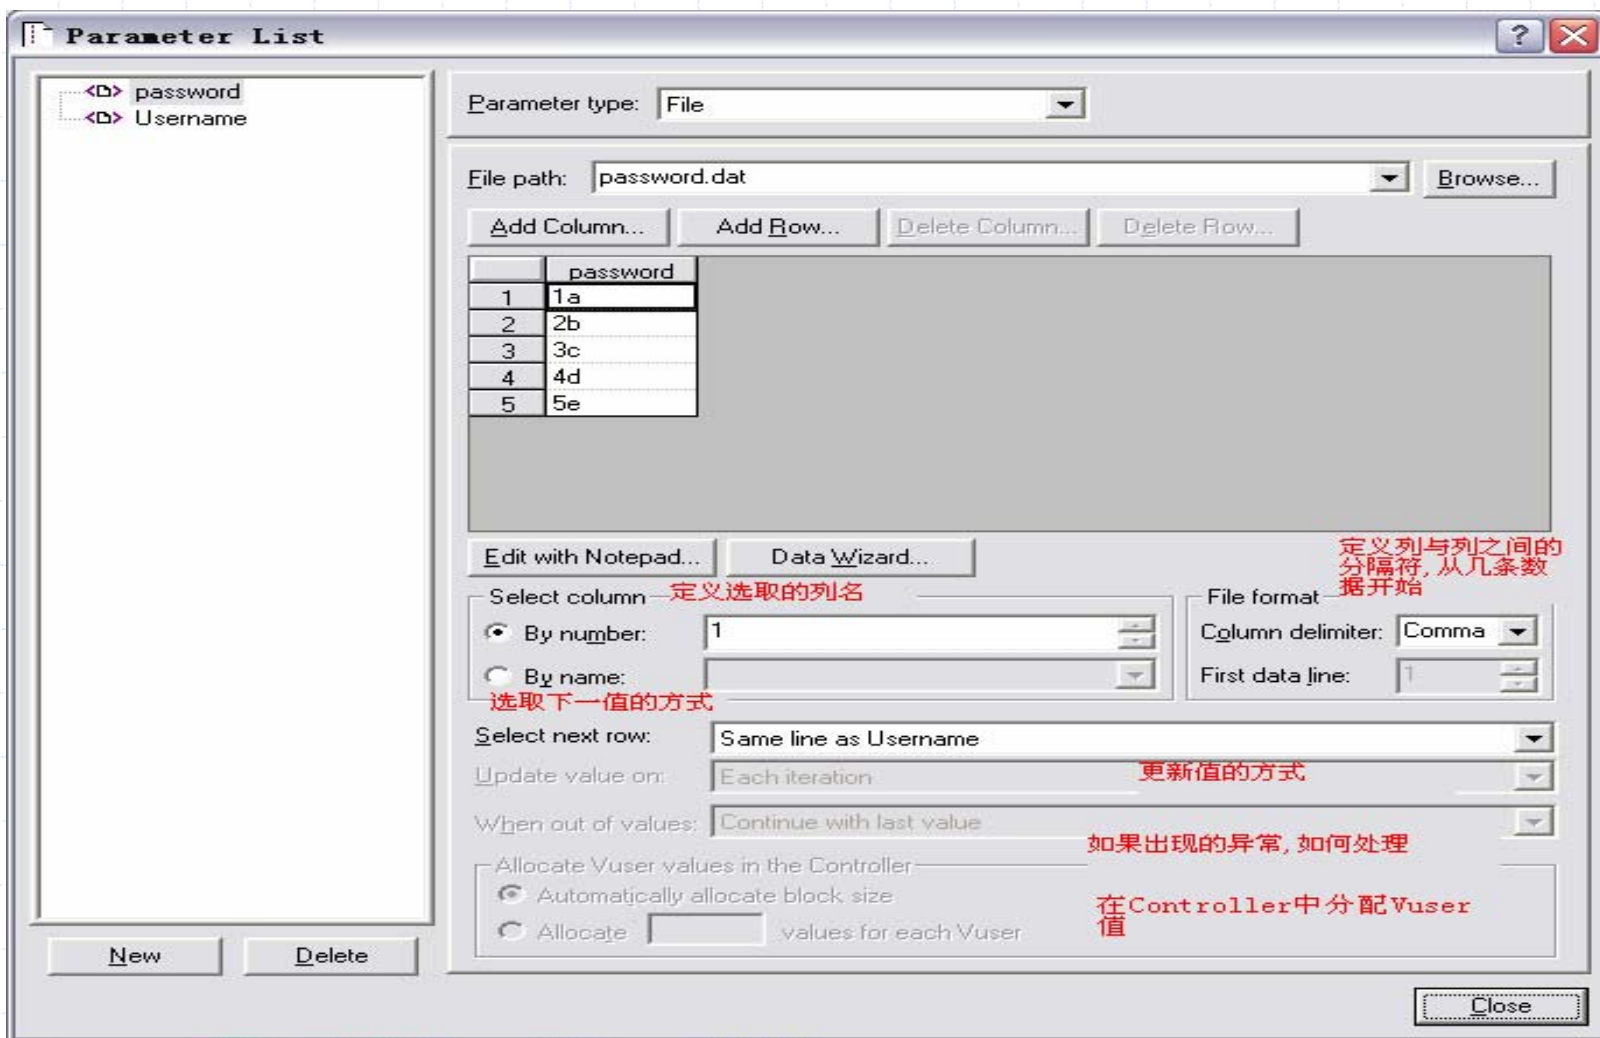 Parameter List
password
Username
Parameter type: File
File path: password.dat Browse...
Add Column... Add Row... Delete Column... Delete Row...
password
1 1a
2 2b
3 3c
4 4d
5 5e
Edit with Notepad... Data Wizard...
定义列与列之间的
分隔符,从几条数
据开始
Select column 定义选取的列名
File format
By number: 1
Column delimiter: Comma
By name:
First data line: 1
选取下一值的方式
Select next row: Same line as Username
Update value on: Each iteration 更新值的方式
When out of values: Continue with last value
如果出现的异常,如何处理
Allocate Vuser values in the Controller
Automatically allocate block size
在Controller中分配Vuser
值
Allocate values for each Vuser
New Delete
Close